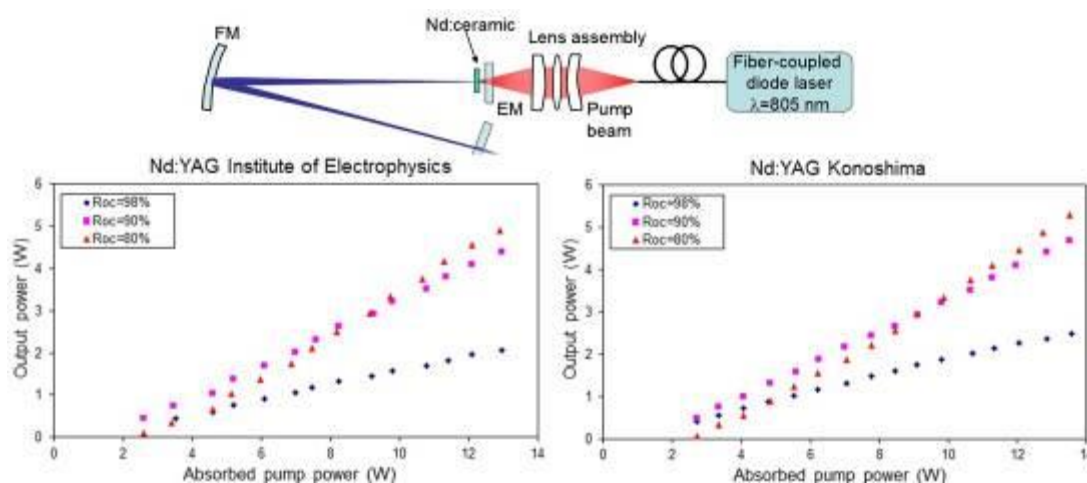 FM
Nd:ceramic
Lens assembly
EM
Pump
beam
Fiber-coupled
diode laser
λ=805 nm
Nd:YAG Institute of Electrophysics
Output power (W)
6
5
4
3
2
1
0
Roc=98%
Roc=90%
Roc=80%
0 2 4 6 8 10 12 14
Absorbed pump power (W)
Nd:YAG Konoshima
Output power (W)
6
5
4
3
2
1
0
Roc=98%
Roc=90%
Roc=80%
0 2 4 6 8 10 12 1
Absorbed pump power (W)